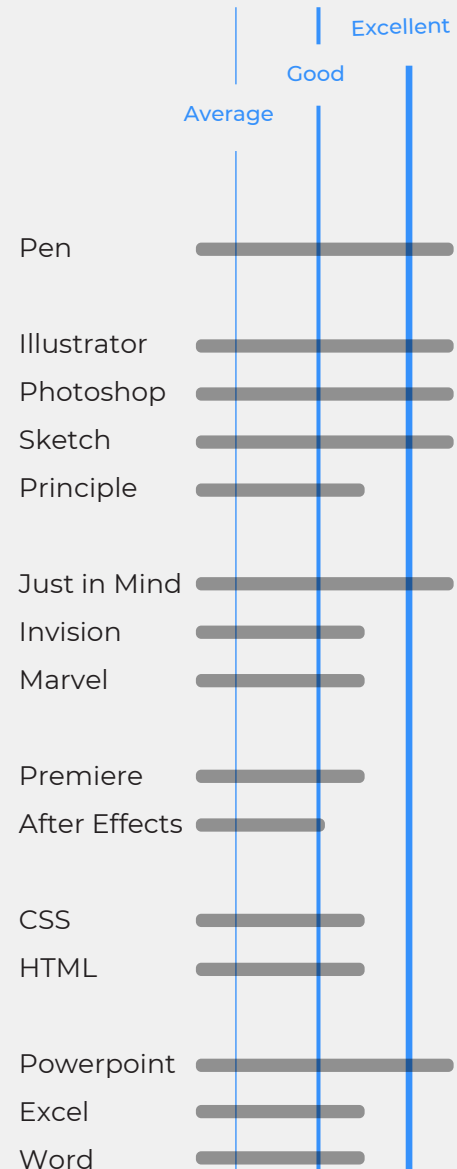 Excellent
Good
Average
Pen
Illustrator
Photoshop
Sketch
Principle
Just in Mind
Invision
Marvel
Premiere
After Effects
CSS
HTML
Powerpoint
Excel
Word